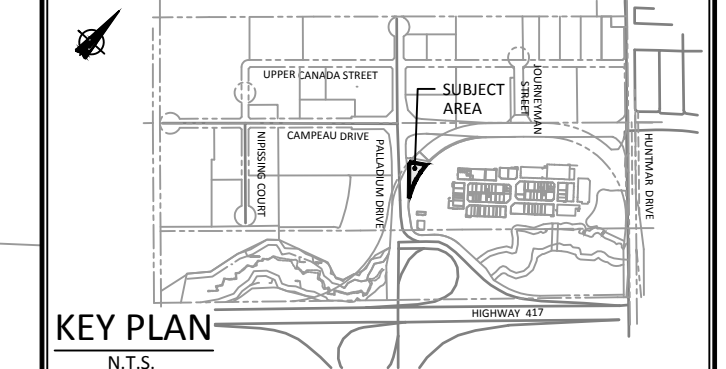 UPPER CANADA STREET
SUBJECT
AREA
JOURNEYMAN
STREET
CAMPEAU DRIVE
NIPISSING COURT
PALLADIUM DRIVE
HUNTMAR DRIVE
HIGHWAY 417
KEY PLAN
N.T.S.